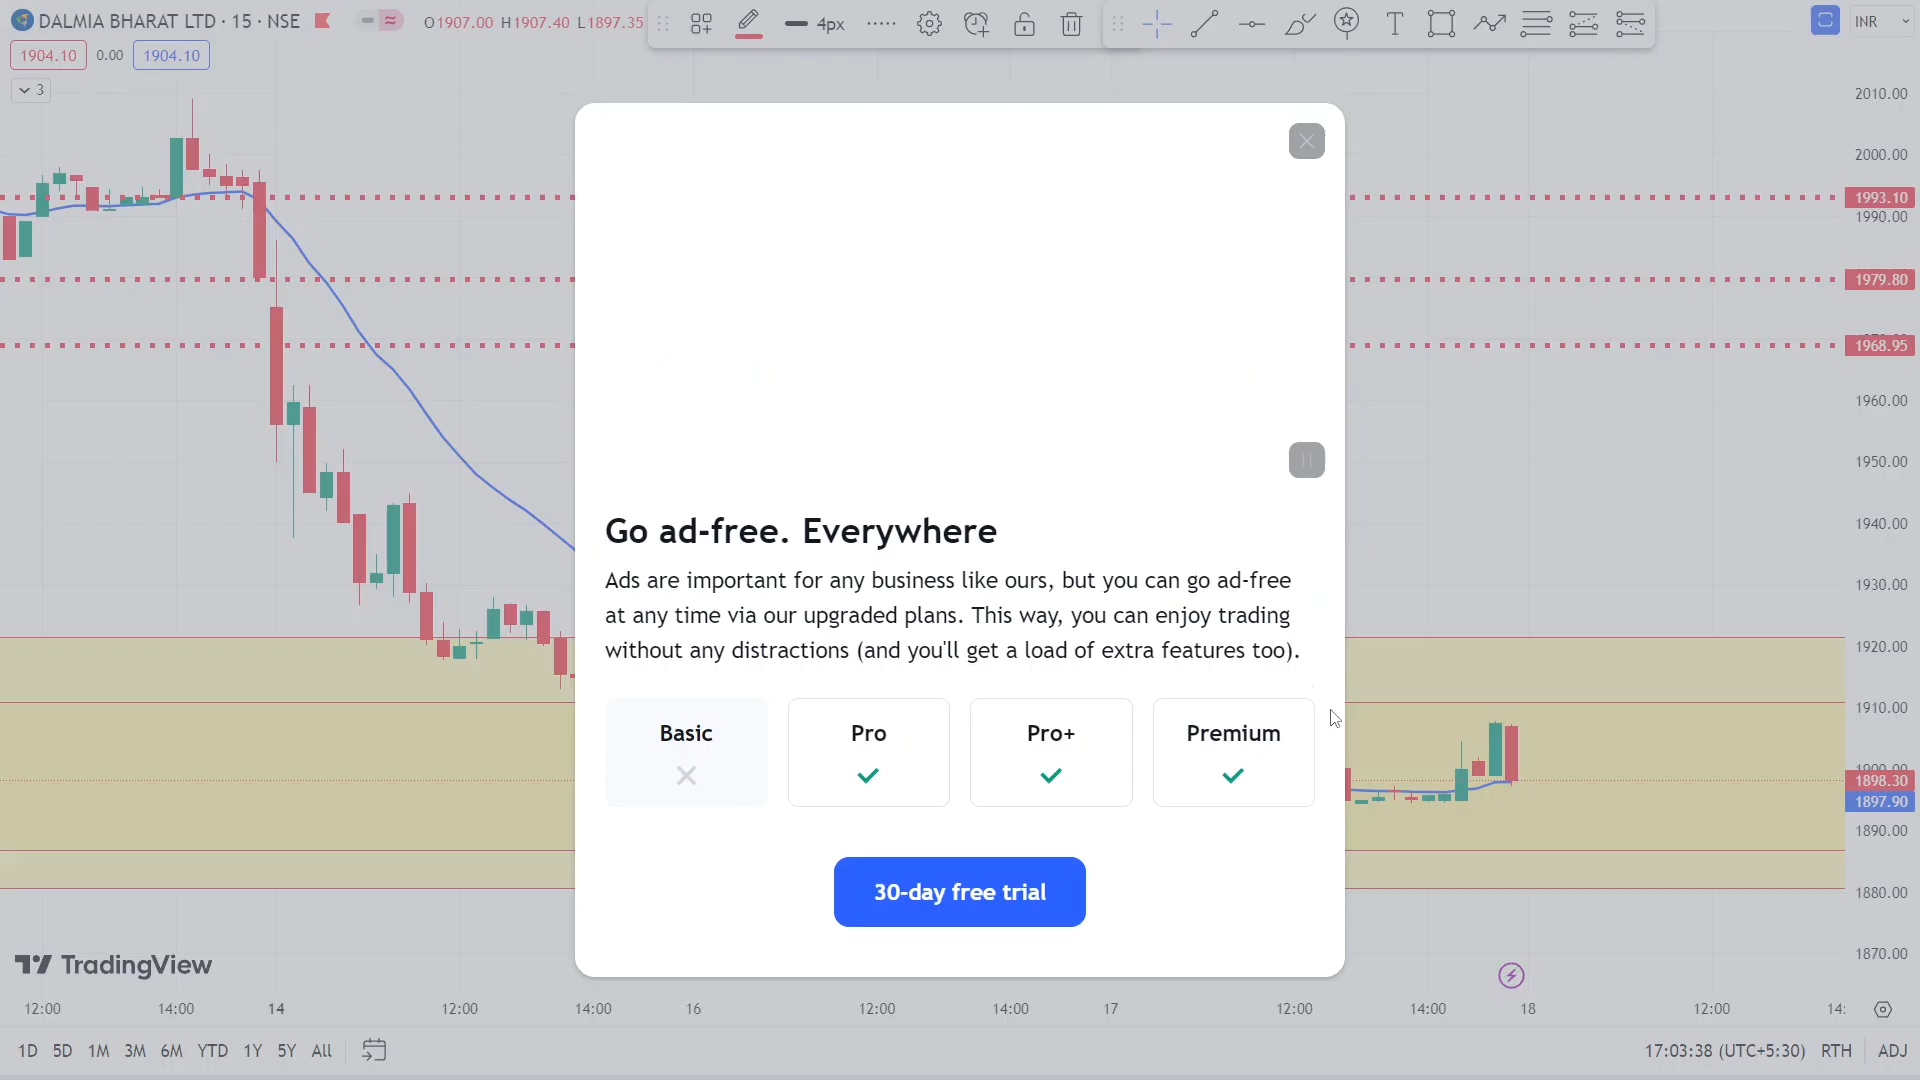 DALMIA BHARAT LTD · 15 · NSE
O1907.00 H1907.40 L1897.35
4px
INR
1904.10 0.00 1904.10
3
2010.00
2000.00
1993.10
1990.00
1979.80
1968.95
1960.00
1950.00
1940.00
1930.00
1920.00
1910.00
1898.30
1897.90
1890.00
1880.00
1870.00
Go ad-free. Everywhere
Ads are important for any business like ours, but you can go ad-free
at any time via our upgraded plans. This way, you can enjoy trading
without any distractions (and you'll get a load of extra features too).
Basic Pro Pro+ Premium
30-day free trial
TradingView
12:00 14:00 14 12:00 14:00 16 12:00 14:00 17 12:00 14:00 18 12:00 14:
1D 5D 1M 3M 6M YTD 1Y 5Y All
17:03:38 (UTC+5:30) RTH ADJ